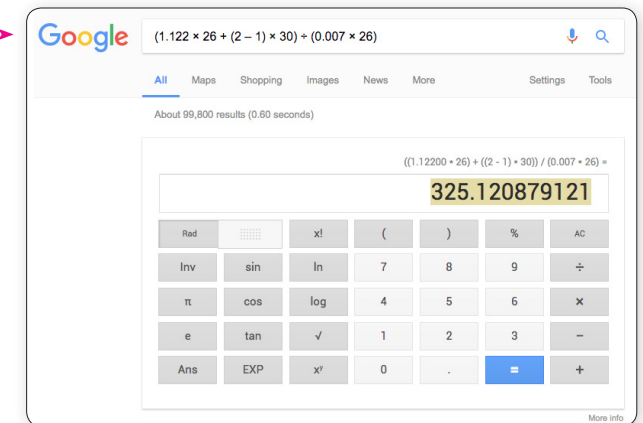 Google
(1.122 × 26 + (2 – 1) × 30) ÷ (0.007 × 26)
All Maps Shopping Images News More Settings Tools
About 99,800 results (0.60 seconds)
((1.12200 * 26) + ((2 - 1) * 30)) / (0.007 * 26) =
325.120879121
Rad x! ( ) % AC
Inv sin ln 7 8 9 ÷
π cos log 4 5 6 ×
e tan √ 1 2 3 −
Ans EXP xʸ 0 . = +
More info